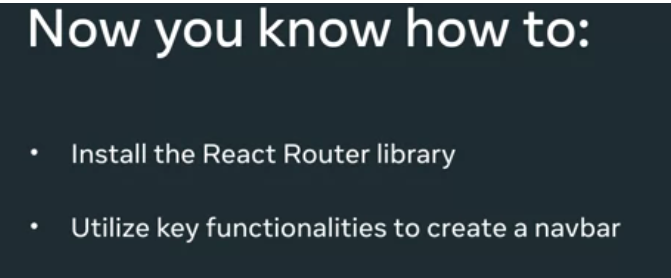 Now you know how to:
• Install the React Router library
• Utilize key functionalities to create a navbar